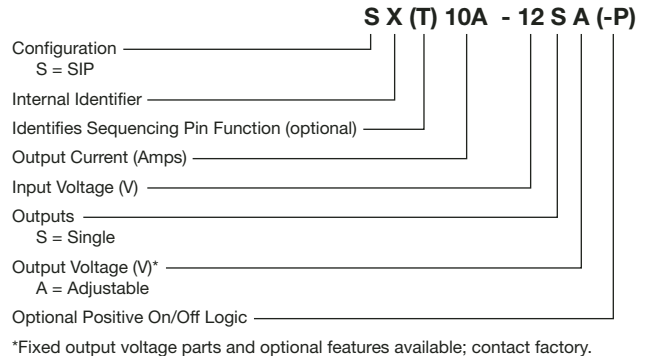 S X (T) 10A - 12 S A (-P)
Configuration
S = SIP
Internal Identifier
Identifies Sequencing Pin Function (optional)
Output Current (Amps)
Input Voltage (V)
Outputs
S = Single
Output Voltage (V)*
A = Adjustable
Optional Positive On/Off Logic
*Fixed output voltage parts and optional features available; contact factory.